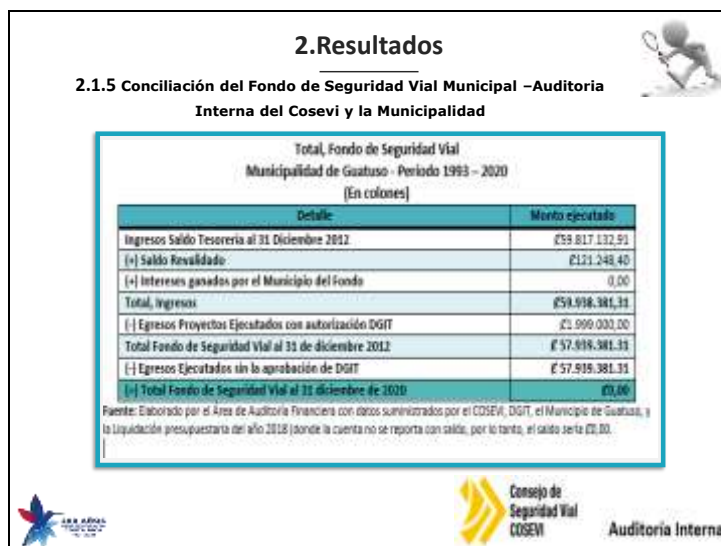 2.Resultados
2.1.5 Conciliación del Fondo de Seguridad Vial Municipal –Auditoria
Interna del Cosevi y la Municipalidad
Total, Fondo de Seguridad Vial
Municipalidad de Guatuso - Periodo 1993 – 2020
(En colones)
Detalle Monto ejecutado
Ingresos Saldo Tesorería al 31 Diciembre 2012 ₡59.817.132,91
(+) Saldo Revalidado ₡121.248,40
(+) Intereses ganados por el Municipio del Fondo 0,00
Total, Ingresos ₡59.938.381,31
(-) Egresos Proyectos Ejecutados con autorización DGIT ₡1.999.000,00
Total Fondo de Seguridad Vial al 31 de diciembre 2012 ₡ 57.939.381.31
(-) Egresos Ejecutados sin la aprobación de DGIT ₡ 57.939.381.31
(=) Total Fondo de Seguridad Vial al 31 diciembre de 2020 ₡0,00
Fuente: Elaborado por el Área de Auditoría Financiera con datos suministrados por el COSEVI, DGIT, el Municipio de Guatuso, y
la Liquidación presupuestaria del año 2018 (donde la cuenta no se reporta con saldo, por lo tanto, el saldo sería ₡0,00.
Consejo de
Seguridad Vial
COSEVI
Auditoría Interna